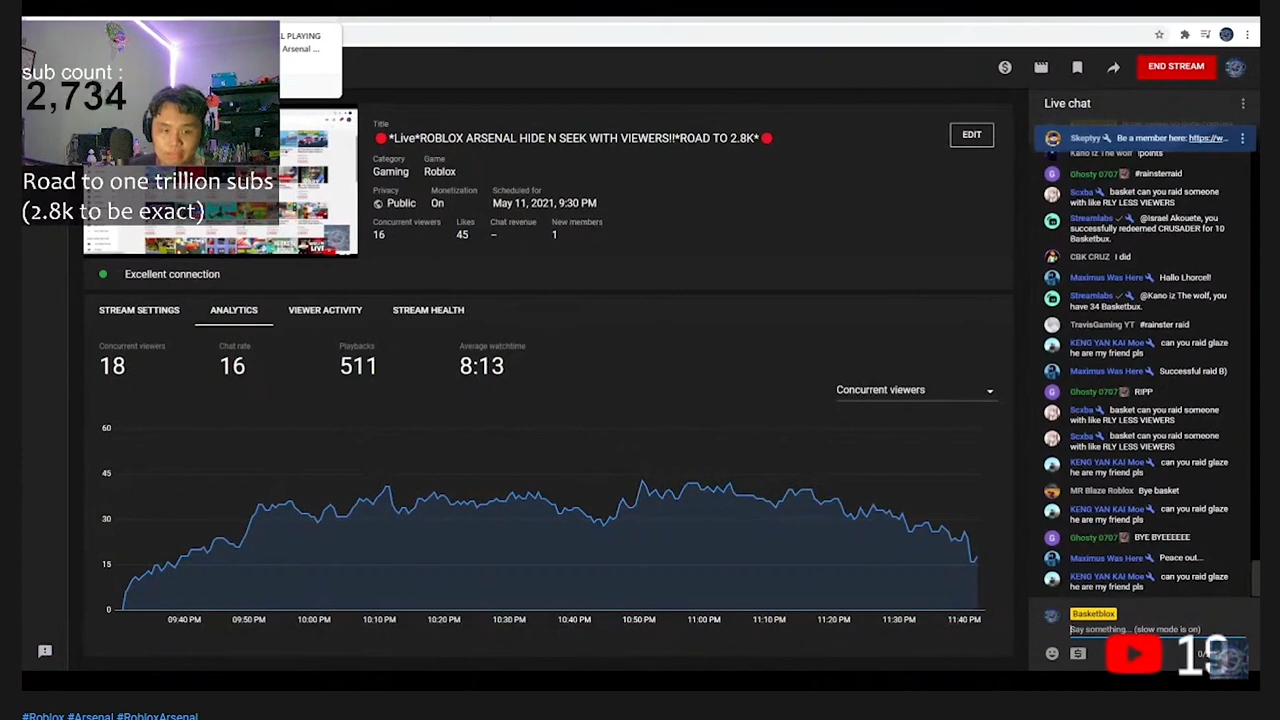 L PLAYING
Arsenal ...
sub count :
2,734
Road to one trillion subs
(2.8k to be exact)
END STREAM
Title
*Live*ROBLOX ARSENAL HIDE N SEEK WITH VIEWERS!!*ROAD TO 2.8K*
EDIT
Category
Game
Gaming
Roblox
Privacy
Monetization
Scheduled for
Public
On
May 11, 2021, 9:30 PM
Concurrent viewers
Likes
Chat revenue
New members
16
45
–
1
Excellent connection
STREAM SETTINGS
ANALYTICS
VIEWER ACTIVITY
STREAM HEALTH
Concurrent viewers
Chat rate
Playbacks
Average watchtime
18
16
511
8:13
Concurrent viewers
60
45
30
15
0
09:40 PM
09:50 PM
10:00 PM
10:10 PM
10:20 PM
10:30 PM
10:40 PM
10:50 PM
11:00 PM
11:10 PM
11:20 PM
11:30 PM
11:40 PM
Live chat
Skeptyy Be a member here: https://w...
Kano iz The wolf !points
Ghosty 0707 #rainsterraid
Scxba basket can you raid someone
with like RLY LESS VIEWERS
Streamlabs @Israel Akouete, you
successfully redeemed CRUSADER for 10
Basketbux.
CBK CRUZ I did
Maximus Was Here Hallo Lhorcel!
Streamlabs @Kano iz The wolf, you
have 34 Basketbux.
TravisGaming YT #rainster raid
KENG YAN KAI Moe can you raid glaze
he are my friend pls
Maximus Was Here Successful raid B)
Ghosty 0707 RIPP
Scxba basket can you raid someone
with like RLY LESS VIEWERS
Scxba basket can you raid someone
with like RLY LESS VIEWERS
KENG YAN KAI Moe can you raid glaze
he are my friend pls
MR Blaze Roblox Bye basket
KENG YAN KAI Moe can you raid glaze
he are my friend pls
Ghosty 0707 BYE BYEEEEEE
Maximus Was Here Peace out...
KENG YAN KAI Moe can you raid glaze
he are my friend pls
Basketblox
Say something... (slow mode is on)
#Roblox #Arsenal #RobloxArsenal